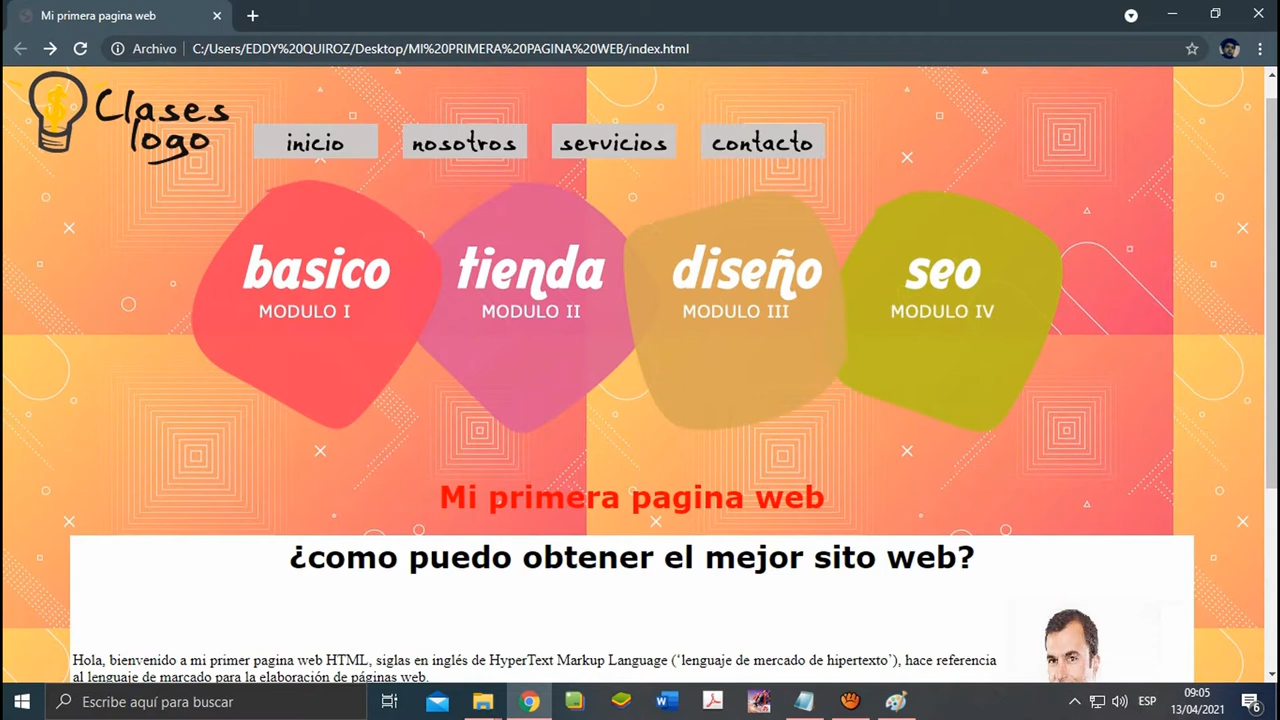 Mi primera pagina web
Archivo C:/Users/EDDY%20QUIROZ/Desktop/MI%20PRIMERA%20PAGINA%20WEB/index.html
Clases
logo
inicio nosotros servicios contacto
basico tienda diseño seo
MODULO I MODULO II MODULO III MODULO IV
Mi primera pagina web
¿como puedo obtener el mejor sito web?
Hola, bienvenido a mi primer pagina web HTML, siglas en inglés de HyperText Markup Language (‘lenguaje de mercado de hipertexto’), hace referencia
al lenguaje de marcado para la elaboración de páginas web.
Escribe aquí para buscar
ESP
09:05
13/04/2021
6